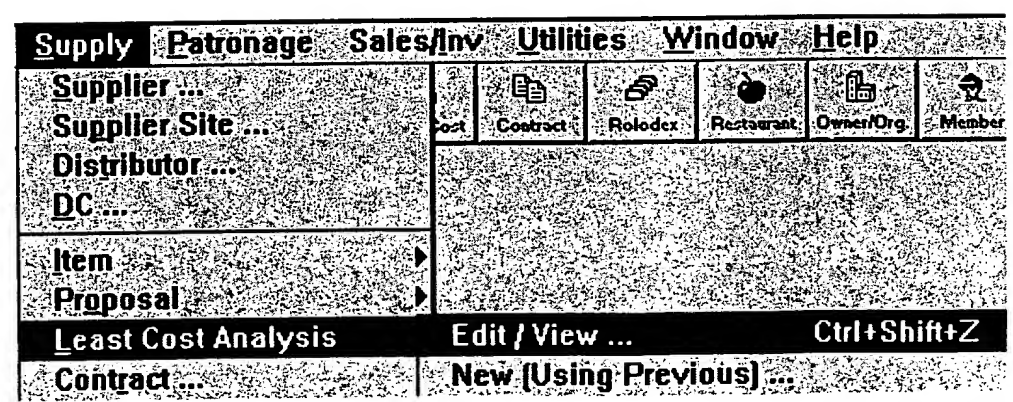 Supply Patronage Sales/Inv Utilities Window Help
Supplier ...
Supplier Site ...
Distributor ...
DC ...
Item
Proposal
Least Cost Analysis
Contract ...
Cost Contract Rolodex Restaurant Owner/Org. Member
Edit / View ... Ctrl+Shift+Z
New (Using Previous) ...